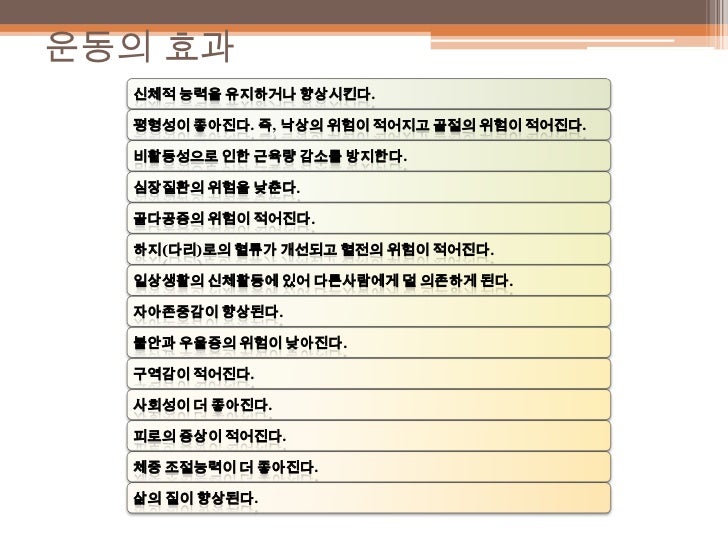 운동의 효과
신체적 능력을 유지하거나 향상시킨다.
평형성이 좋아진다. 즉, 낙상의 위험이 적어지고 골절의 위험이 적어진다.
비활동성으로 인한 근육량 감소를 방지한다.
심장질환의 위험을 낮춘다.
골다공증의 위험이 적어진다.
하지(다리)로의 혈류가 개선되고 혈전의 위험이 적어진다.
일상생활의 신체활동에 있어 다른사람에게 덜 의존하게 된다.
자아존중감이 향상된다.
불안과 우울증의 위험이 낮아진다.
구역감이 적어진다.
사회성이 더 좋아진다.
피로의 증상이 적어진다.
체중 조절능력이 더 좋아진다.
삶의 질이 향상된다.